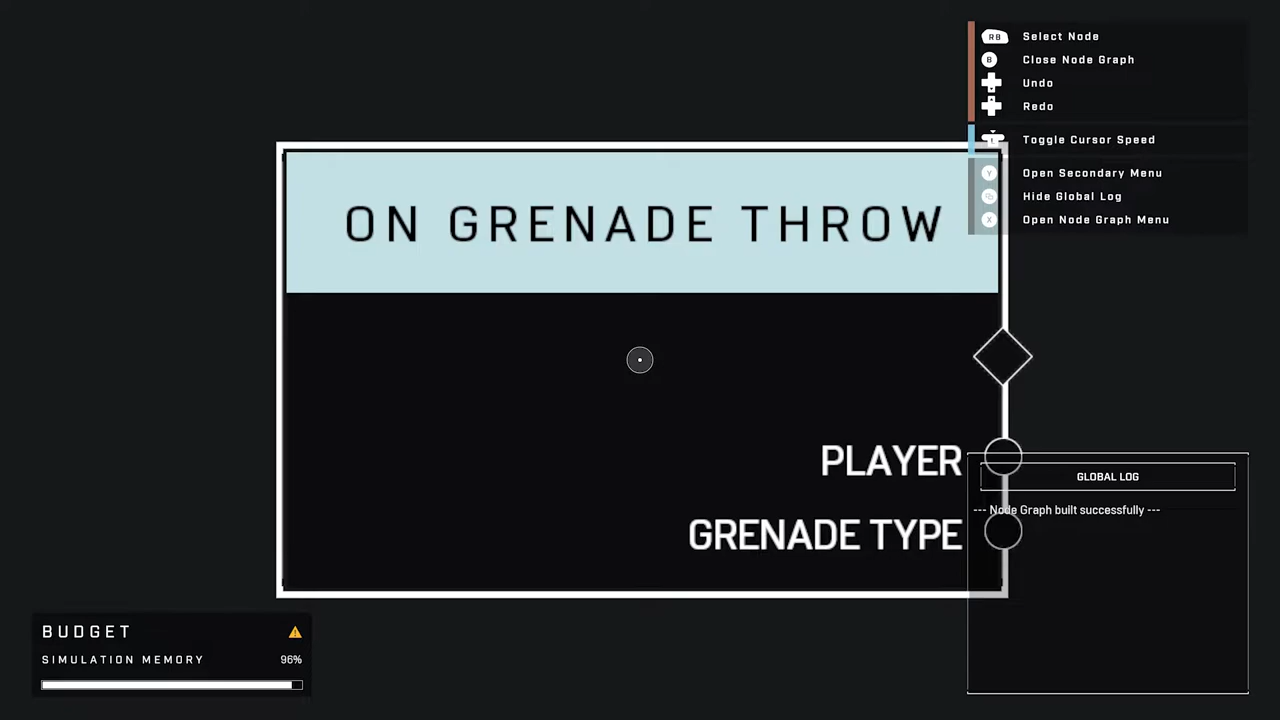 RB Select Node
B Close Node Graph
Undo
Redo
L Toggle Cursor Speed
Y Open Secondary Menu
Hide Global Log
X Open Node Graph Menu
ON GRENADE THROW
PLAYER
GRENADE TYPE
GLOBAL LOG
--- Node Graph built successfully ---
BUDGET
SIMULATION MEMORY 96%